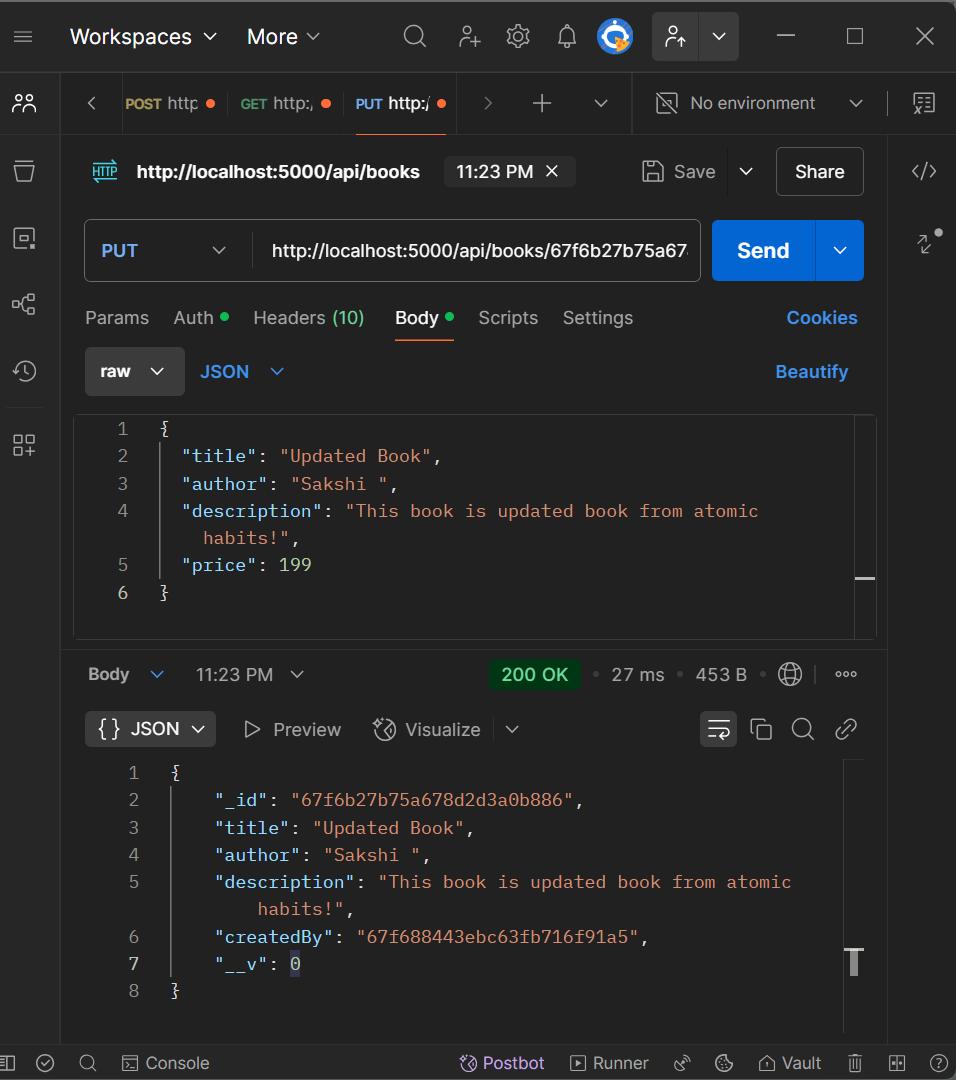 Workspaces More
POST http GET http:/ PUT http:/ No environment
HTTP http://localhost:5000/api/books 11:23 PM Save Share
PUT http://localhost:5000/api/books/67f6b27b75a67 Send
Params Auth Headers (10) Body Scripts Settings Cookies
raw JSON Beautify
1 {
2 "title": "Updated Book",
3 "author": "Sakshi ",
4 "description": "This book is updated book from atomic
habits!",
5 "price": 199
6 }
Body 11:23 PM 200 OK 27 ms 453 B
{} JSON Preview Visualize
1 {
2 "_id": "67f6b27b75a678d2d3a0b886",
3 "title": "Updated Book",
4 "author": "Sakshi ",
5 "description": "This book is updated book from atomic
habits!",
6 "createdBy": "67f688443ebc63fb716f91a5",
7 "__v": 0
8 }
Console Postbot Runner Vault